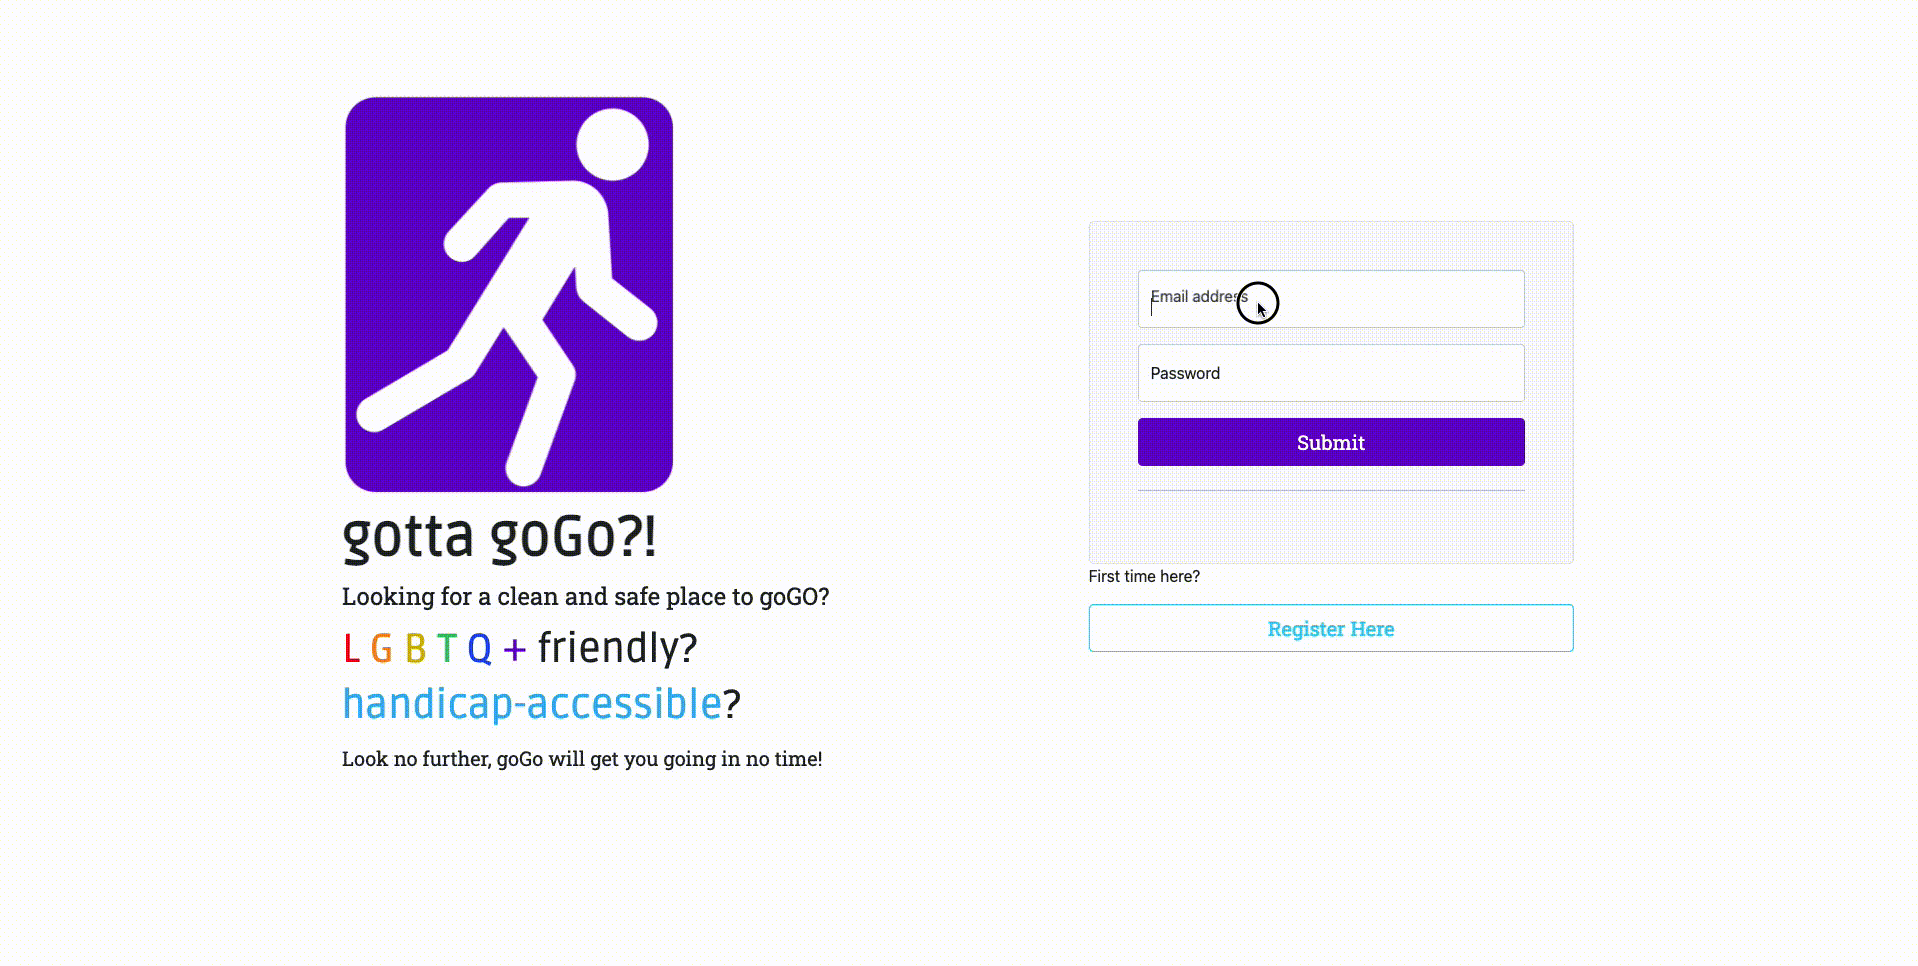 gotta goGo?!
Looking for a clean and safe place to goGO?
L G B T Q + friendly?
handicap-accessible?
Look no further, goGo will get you going in no time!
Email address
Password
Submit
First time here?
Register Here